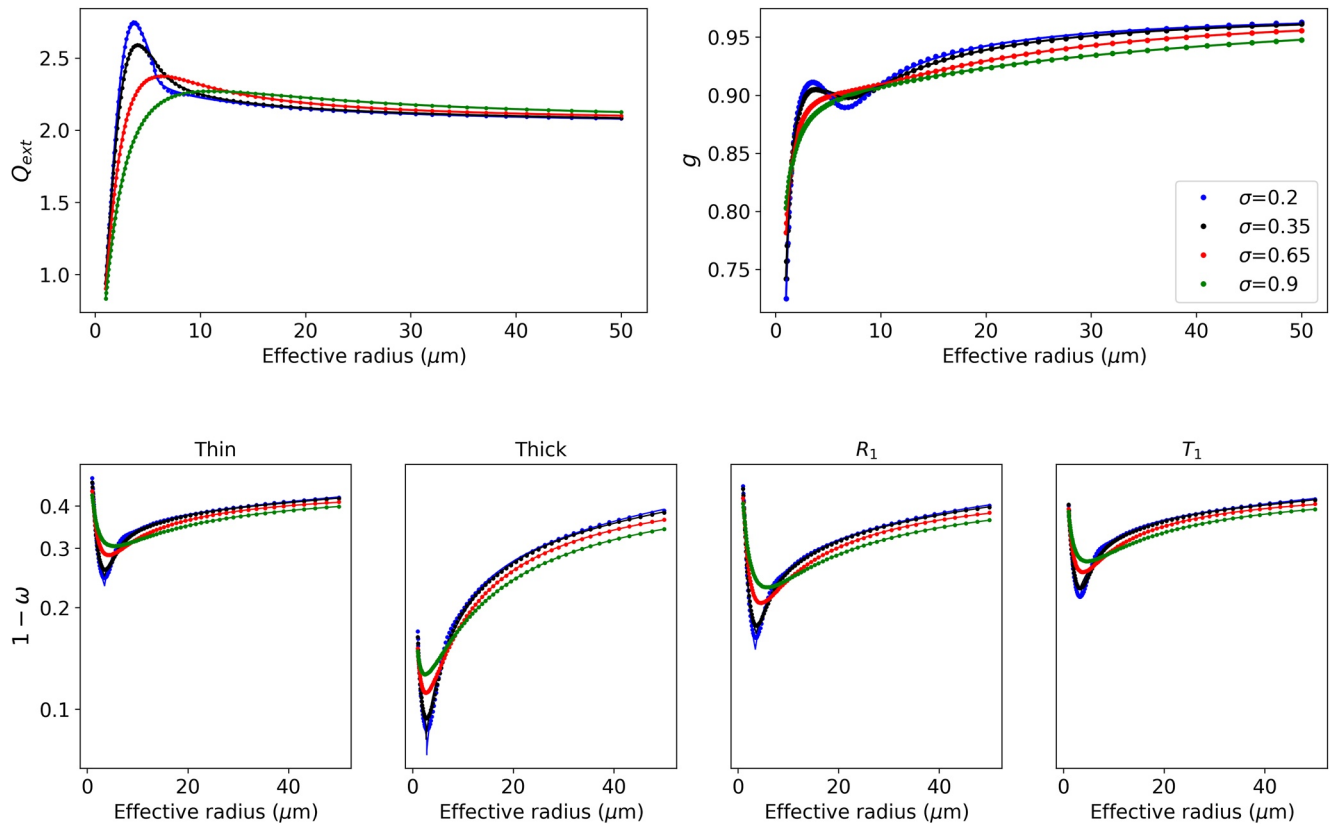 2.5
2.0
1.5
1.0
Q_ext
0 10 20 30 40 50
Effective radius (μm)
0.95
0.90
0.85
0.80
0.75
g
σ=0.2
σ=0.35
σ=0.65
σ=0.9
0 10 20 30 40 50
Effective radius (μm)
Thin
0.4
0.3
0.2
0.1
1 − ω
0 20 40
Effective radius (μm)
Thick
0 20 40
Effective radius (μm)
R₁
0 20 40
Effective radius (μm)
T₁
0 20 40
Effective radius (μm)